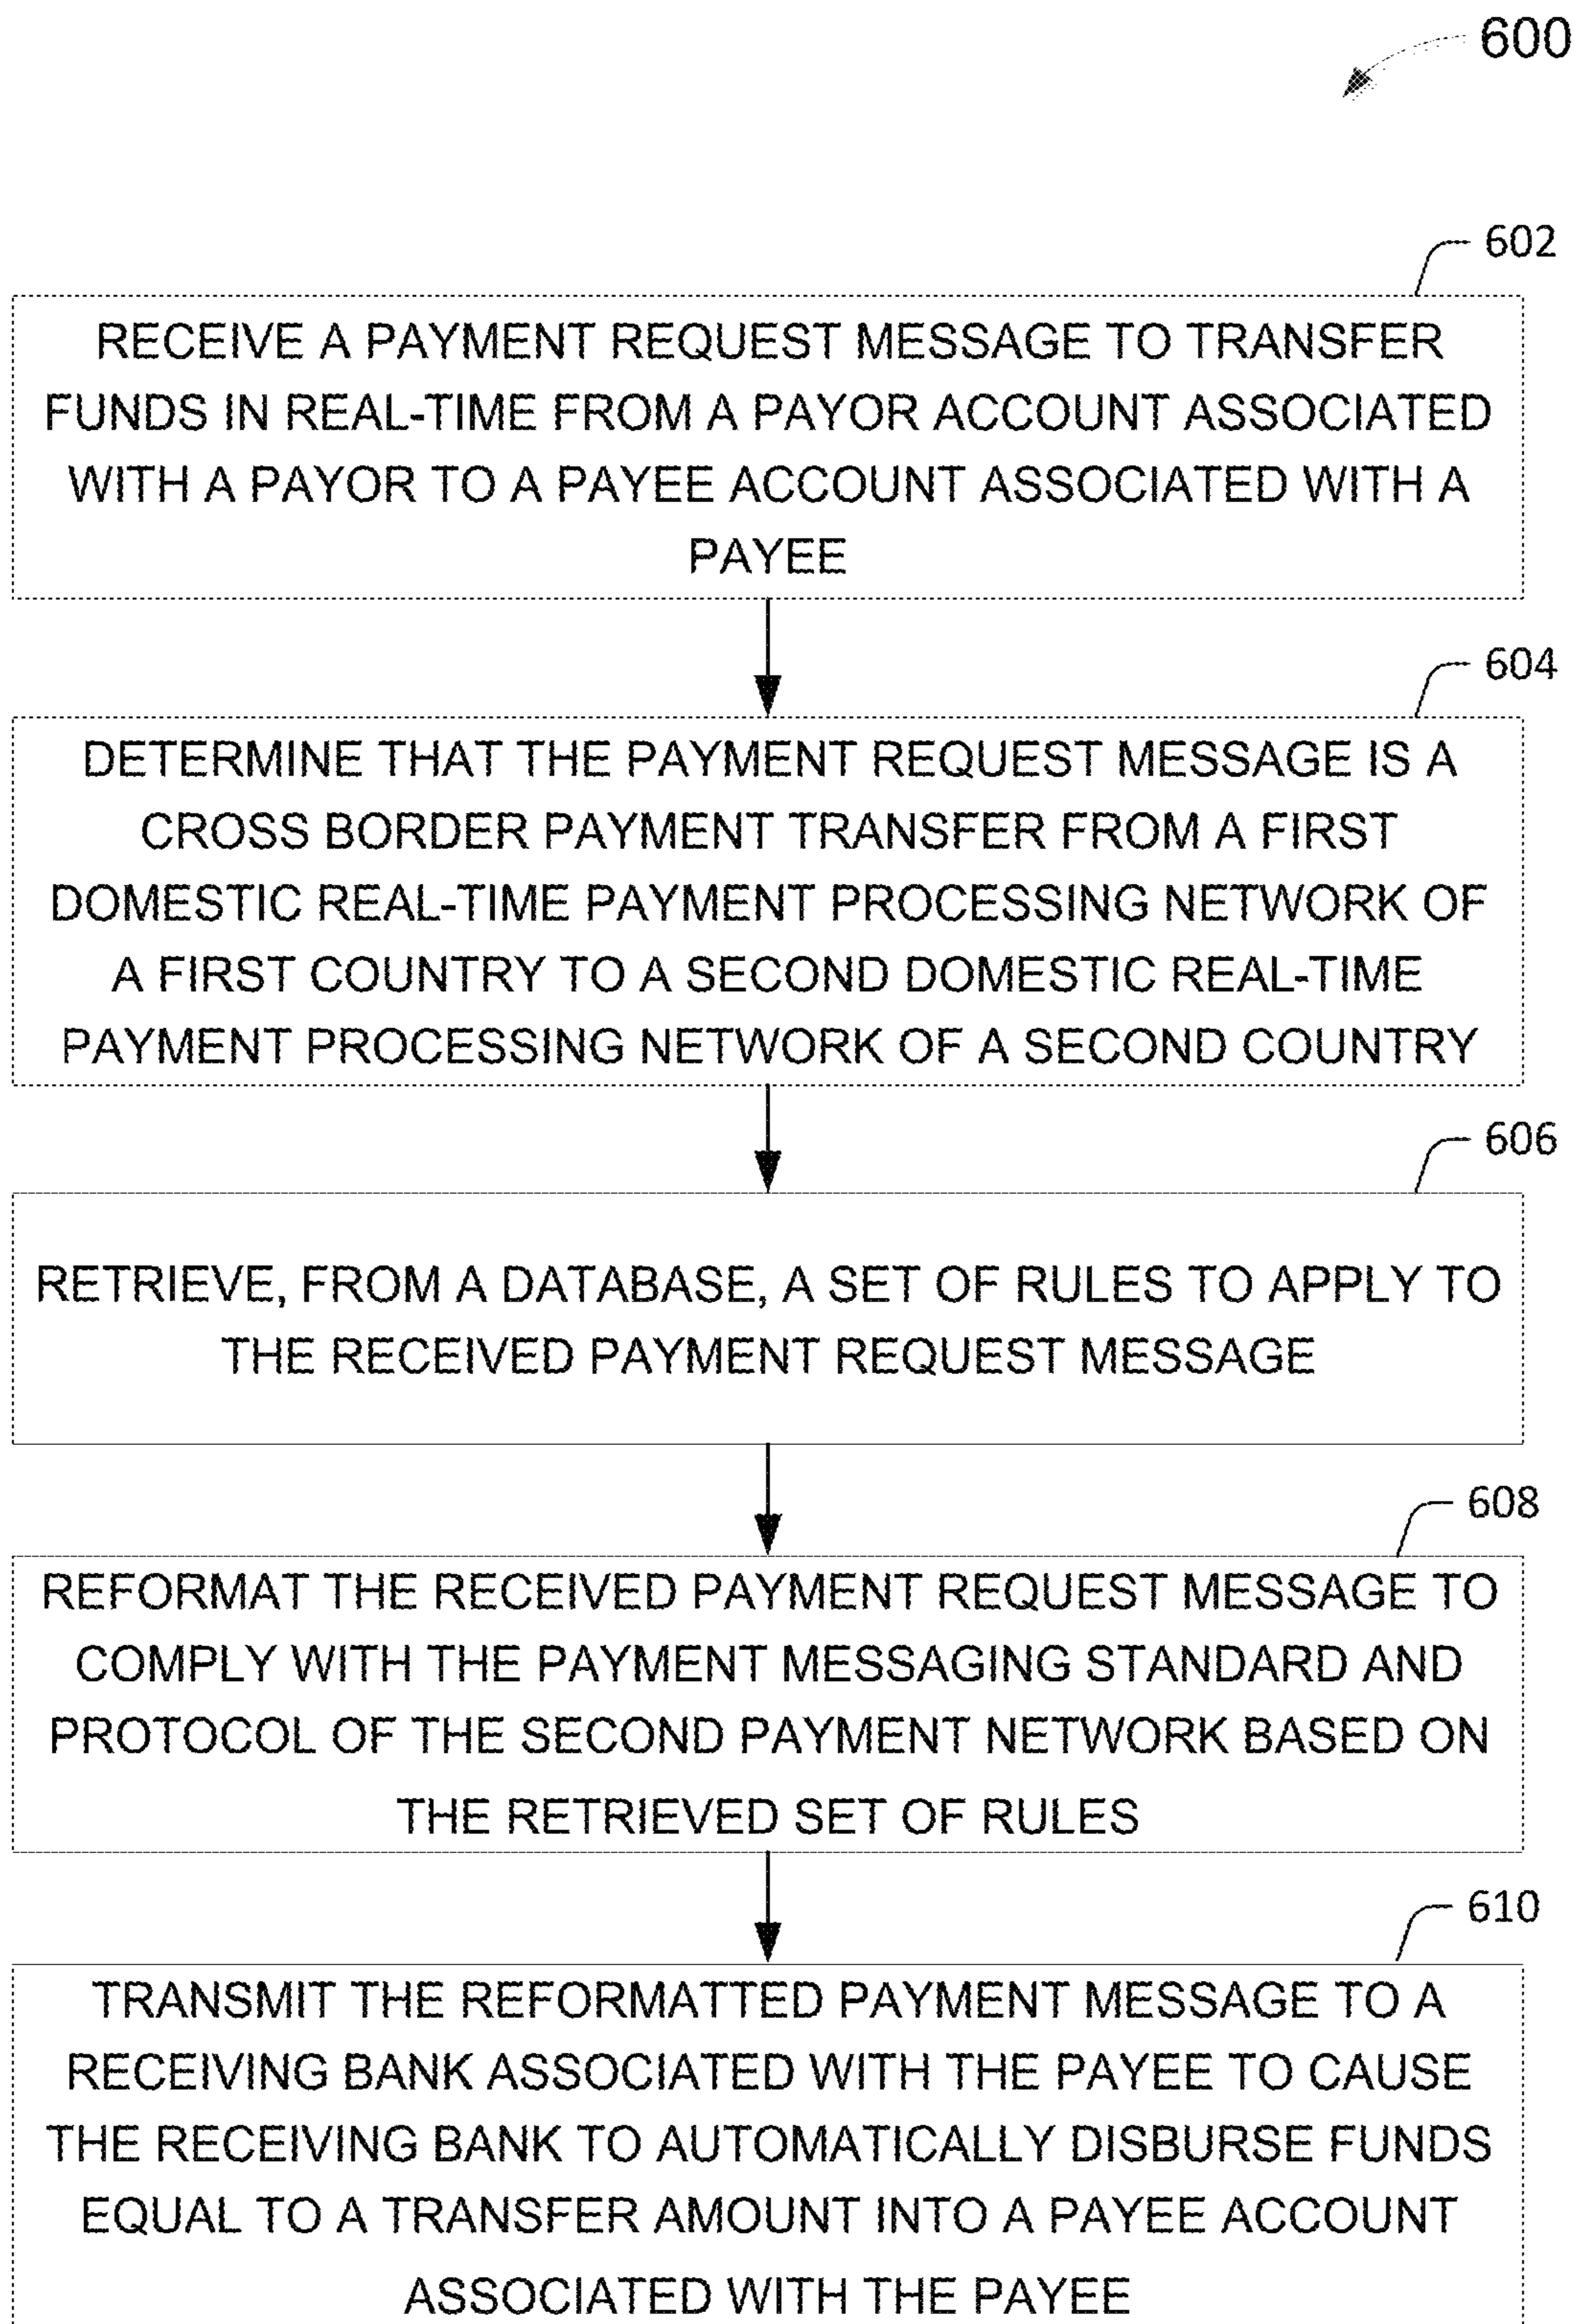 600
602
RECEIVE A PAYMENT REQUEST MESSAGE TO TRANSFER
FUNDS IN REAL-TIME FROM A PAYOR ACCOUNT ASSOCIATED
WITH A PAYOR TO A PAYEE ACCOUNT ASSOCIATED WITH A
PAYEE
604
DETERMINE THAT THE PAYMENT REQUEST MESSAGE IS A
CROSS BORDER PAYMENT TRANSFER FROM A FIRST
DOMESTIC REAL-TIME PAYMENT PROCESSING NETWORK OF
A FIRST COUNTRY TO A SECOND DOMESTIC REAL-TIME
PAYMENT PROCESSING NETWORK OF A SECOND COUNTRY
606
RETRIEVE, FROM A DATABASE, A SET OF RULES TO APPLY TO
THE RECEIVED PAYMENT REQUEST MESSAGE
608
REFORMAT THE RECEIVED PAYMENT REQUEST MESSAGE TO
COMPLY WITH THE PAYMENT MESSAGING STANDARD AND
PROTOCOL OF THE SECOND PAYMENT NETWORK BASED ON
THE RETRIEVED SET OF RULES
610
TRANSMIT THE REFORMATTED PAYMENT MESSAGE TO A
RECEIVING BANK ASSOCIATED WITH THE PAYEE TO CAUSE
THE RECEIVING BANK TO AUTOMATICALLY DISBURSE FUNDS
EQUAL TO A TRANSFER AMOUNT INTO A PAYEE ACCOUNT
ASSOCIATED WITH THE PAYEE